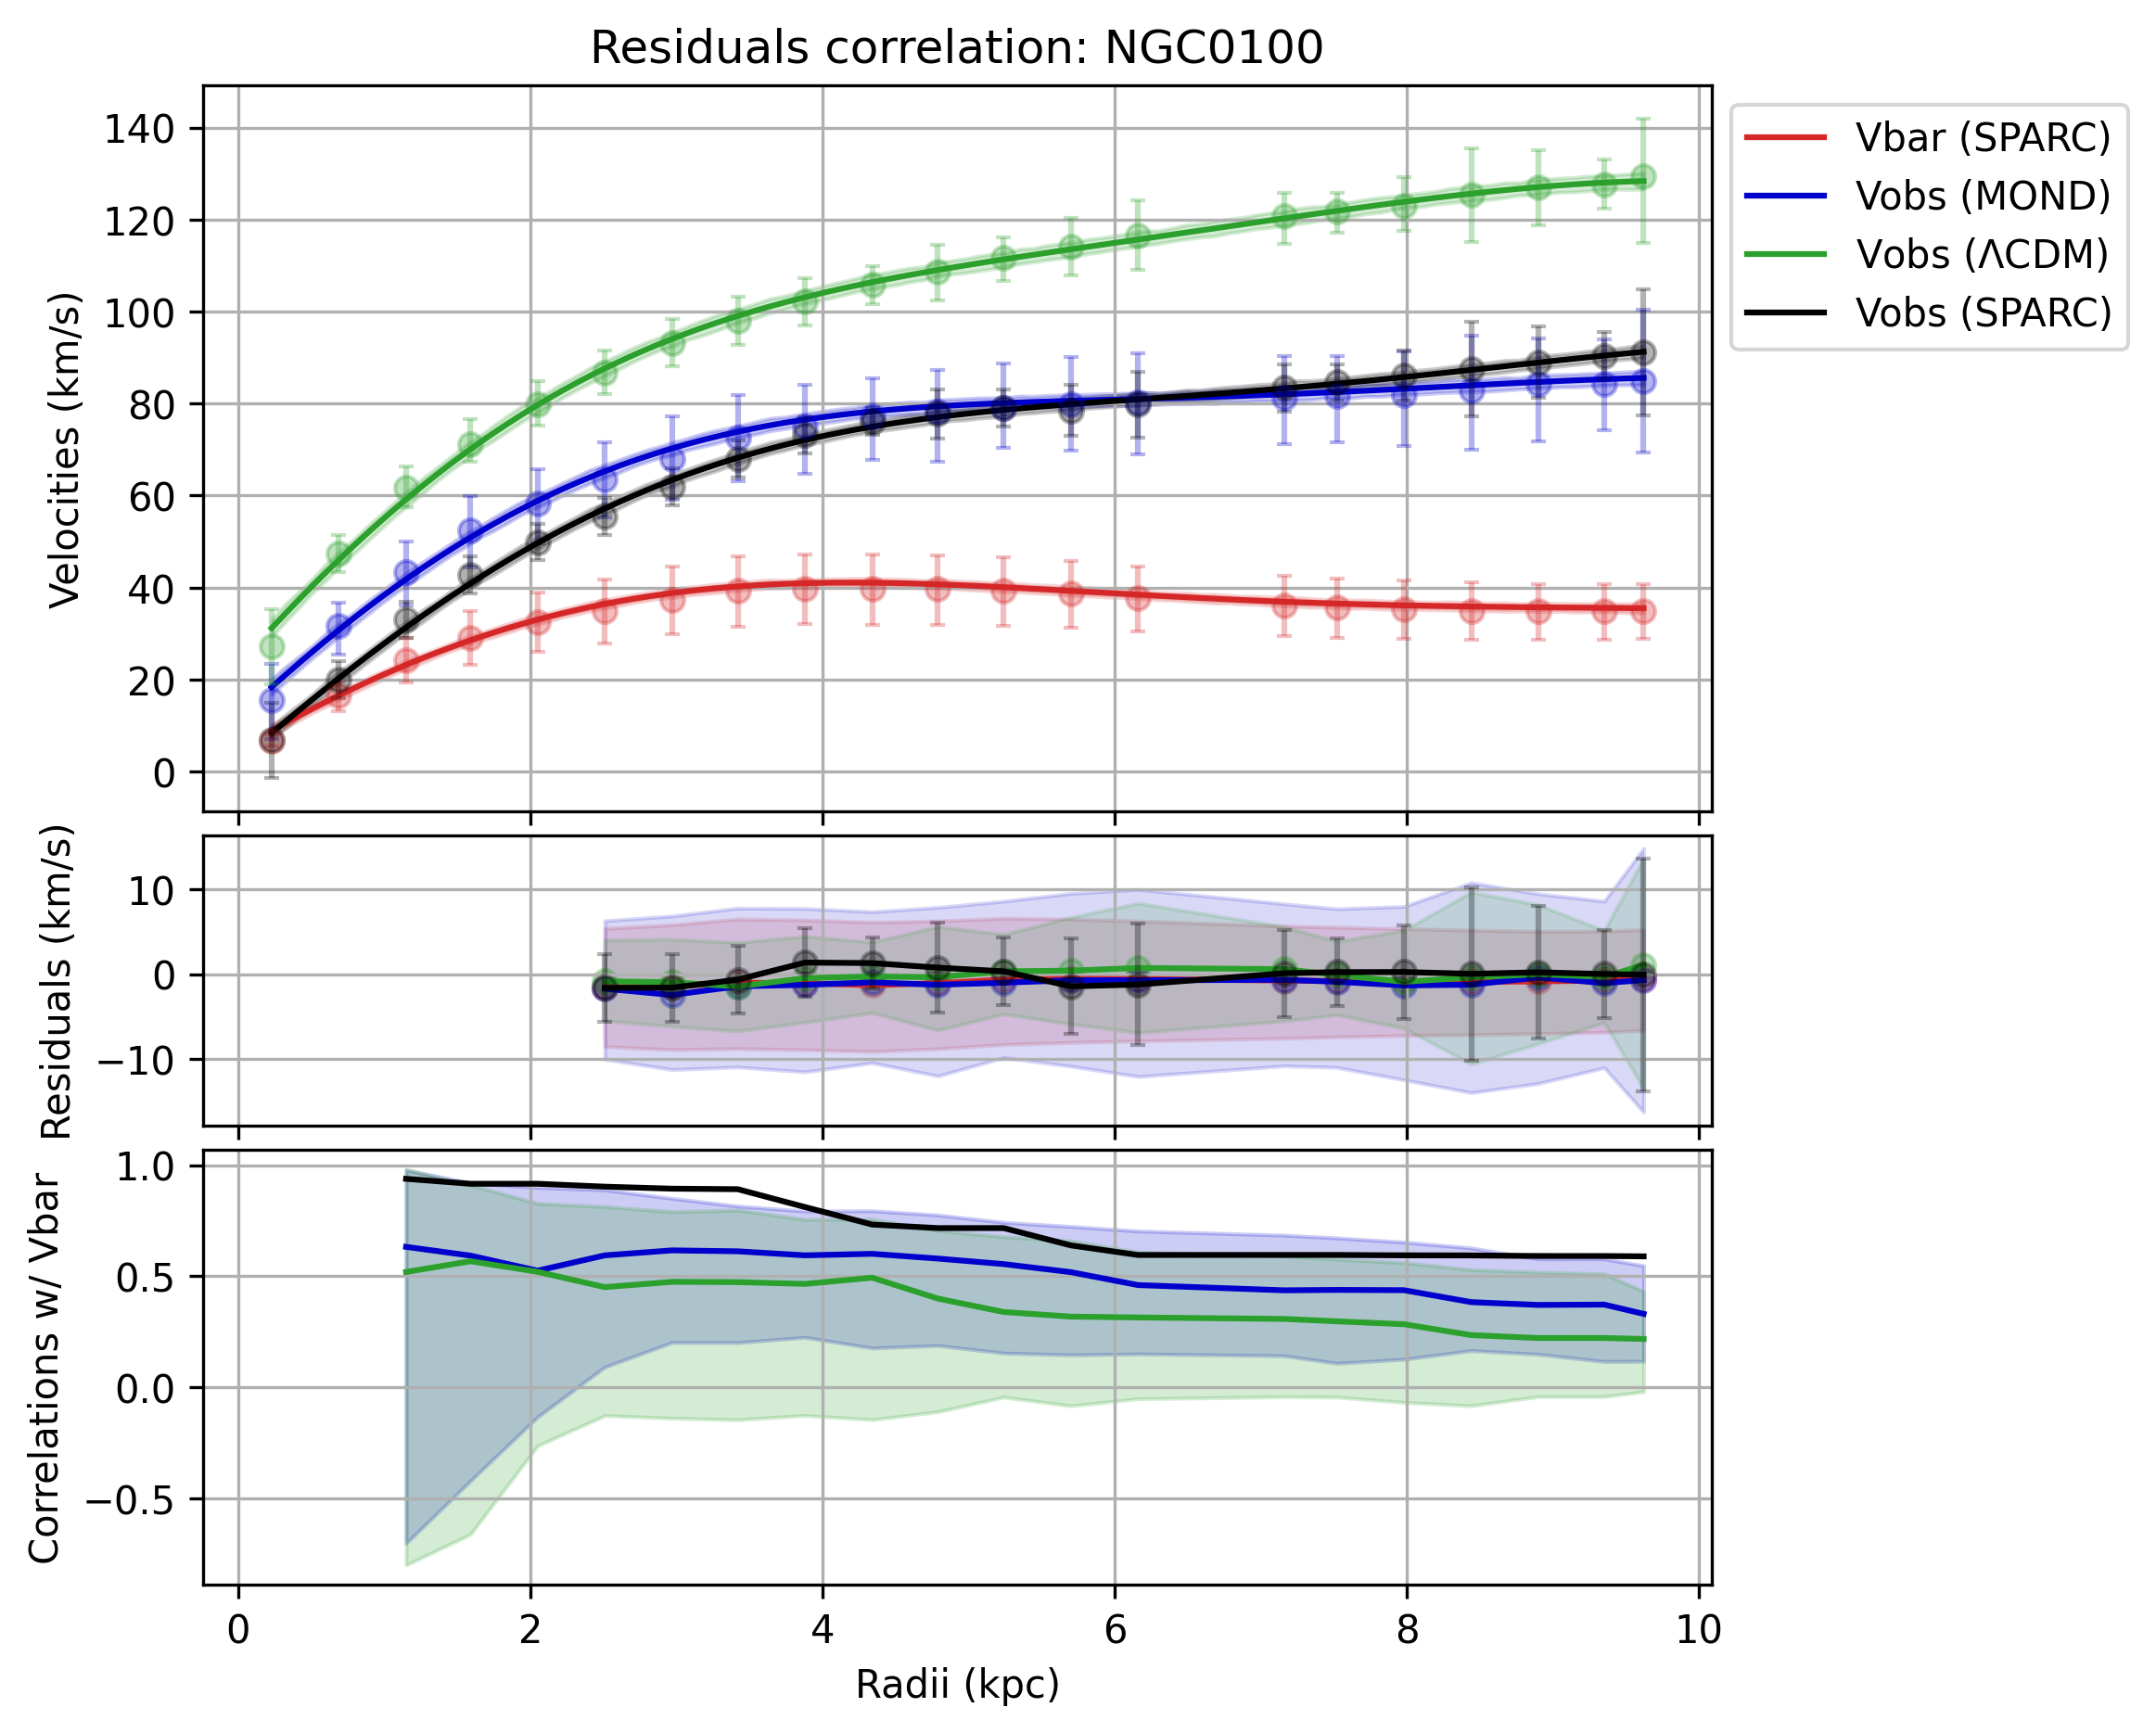 Residuals correlation: NGC0100
Velocities (km/s)
140
120
100
80
60
40
20
0
Vbar (SPARC)
Vobs (MOND)
Vobs (ΛCDM)
Vobs (SPARC)
Residuals (km/s)
10
0
−10
Correlations w/ Vbar
1.0
0.5
0.0
−0.5
0 2 4 6 8 10
Radii (kpc)